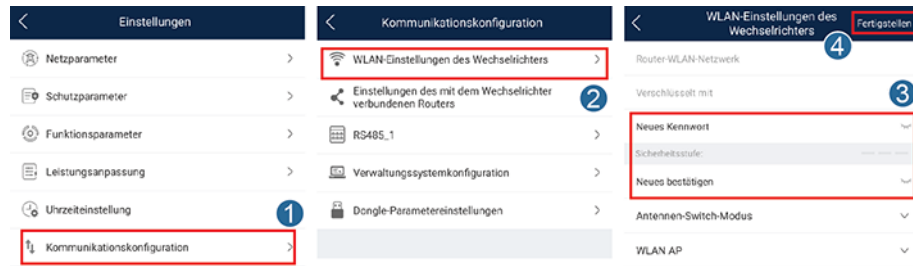 Einstellungen
Netzparameter
Schutzparameter
Funktionsparameter
Leistungsanpassung
Uhrzeiteinstellung
1
Kommunikationskonfiguration
Kommunikationskonfiguration
WLAN-Einstellungen des Wechselrichters
Einstellungen des mit dem Wechselrichter
verbundenen Routers
2
RS485_1
Verwaltungssystemkonfiguration
Dongle-Parametereinstellungen
WLAN-Einstellungen des
Wechselrichters
Fertigstellen
4
Router-WLAN-Netzwerk
Verschlüsselt mit
3
Neues Kennwort
Sicherheitsstufe:
Neues bestätigen
Antennen-Switch-Modus
WLAN AP